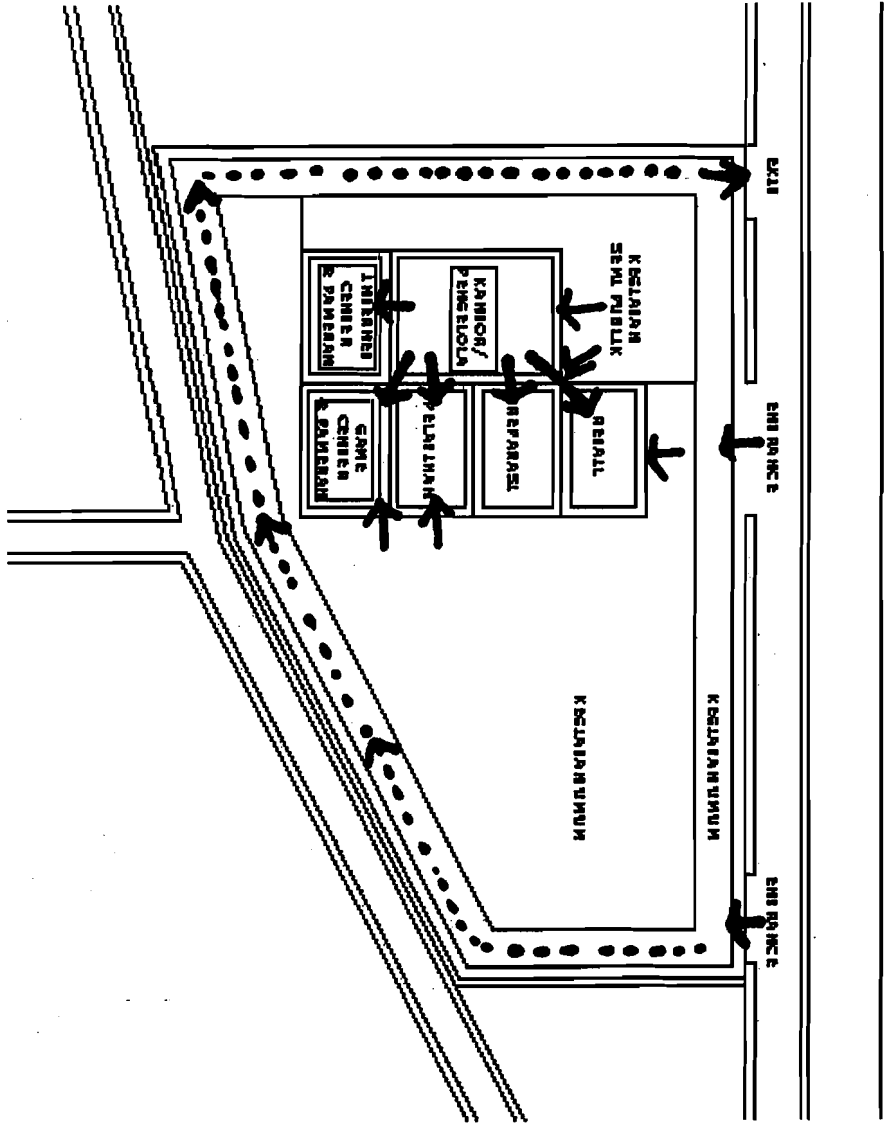 EXIT
ENTRANCE
ENTRANCE
KEGIATAN UMUM
KEGIATAN
SEMI PUBLIK
RETAIL
KEGIATAN UMUM
REPARASI
KANTOR/
PENGELOLA
PELATIHAN
INTERNET
CENTER
& PAMERAN
GAME
CENTER
& PAMERAN